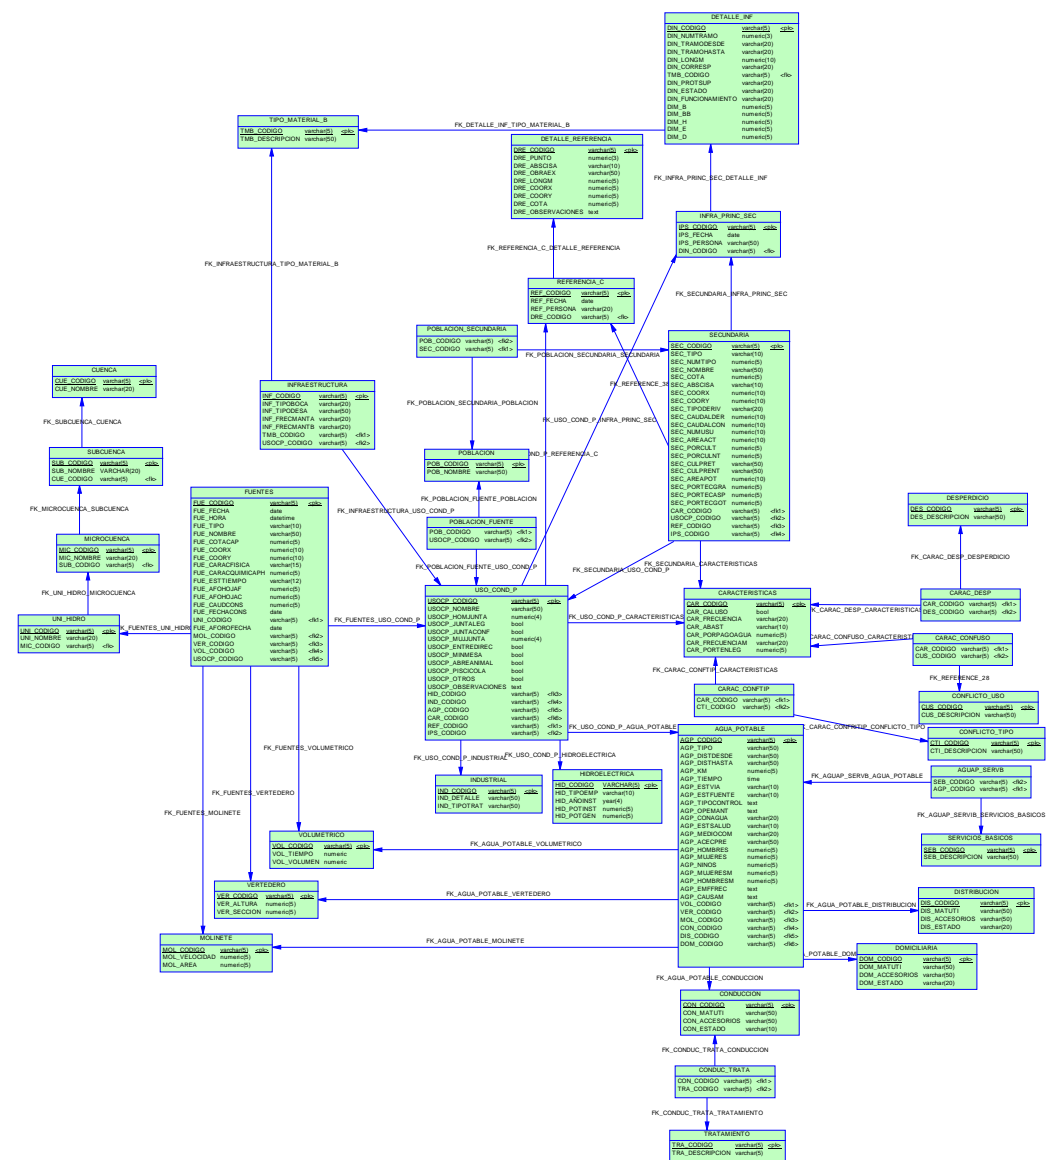 DETALLE_INF
DIN_CODIGO varchar(5) <pk>
DIN_NUMTRAMO numeric(3)
DIN_TRAMODESDE varchar(20)
DIN_TRAMOHASTA varchar(20)
DIN_LONGM numeric(10)
DIN_CORRESP varchar(20)
TMB_CODIGO varchar(5) <fk>
DIN_PROTSUP varchar(20)
DIN_ESTADO varchar(20)
DIN_FUNCIONAMIENTO varchar(20)
DIM_B numeric(5)
DIM_BB numeric(5)
DIM_H numeric(5)
DIM_E numeric(5)
DIM_D numeric(5)
TIPO_MATERIAL_B
TMB_CODIGO varchar(5) <pk>
TMB_DESCRIPCION varchar(50)
FK_DETALLE_INF_TIPO_MATERIAL_B
DETALLE_REFERENCIA
DRE_CODIGO varchar(5) <pk>
DRE_PUNTO numeric(3)
DRE_ABSCISA varchar(10)
DRE_OBRAEX varchar(50)
DRE_LONGM numeric(5)
DRE_COORX numeric(5)
DRE_COORY numeric(5)
DRE_COTA numeric(5)
DRE_OBSERVACIONES text
FK_INFRA_PRINC_SEC_DETALLE_INF
INFRA_PRINC_SEC
IPS_CODIGO varchar(5) <pk>
IPS_FECHA date
IPS_PERSONA varchar(50)
DIN_CODIGO varchar(5) <fk>
FK_REFERENCIA_C_DETALLE_REFERENCIA
FK_INFRAESTRUCTURA_TIPO_MATERIAL_B
REFERENCIA_C
REF_CODIGO varchar(5) <pk>
REF_FECHA date
REF_PERSONA varchar(20)
DRE_CODIGO varchar(5) <fk>
FK_SECUNDARIA_INFRA_PRINC_SEC
POBLACION_SECUNDARIA
POB_CODIGO varchar(5) <fk2>
SEC_CODIGO varchar(5) <fk1>
FK_POBLACION_SECUNDARIA_SECUNDARIA
SECUNDARIA
SEC_CODIGO varchar(5) <pk>
SEC_TIPO varchar(10)
SEC_NUMTIPO numeric(5)
SEC_NOMBRE varchar(50)
SEC_COTA numeric(5)
SEC_ABSCISA varchar(10)
SEC_COORX numeric(10)
SEC_COORY numeric(10)
SEC_TIPODERIV varchar(20)
SEC_CAUDALDER numeric(10)
SEC_CAUDALCON numeric(10)
SEC_NUMUSU numeric(10)
SEC_AREAACT numeric(10)
SEC_PORCULT numeric(5)
SEC_PORCULNT numeric(5)
SEC_CULPRET varchar(50)
SEC_CULPRENT varchar(50)
SEC_AREAPOT numeric(10)
SEC_PORTECGRA numeric(5)
SEC_PORTECASP numeric(5)
SEC_PORTECGOT numeric(5)
CAR_CODIGO varchar(5) <fk1>
USOCP_CODIGO varchar(5) <fk2>
REF_CODIGO varchar(5) <fk3>
IPS_CODIGO varchar(5) <fk4>
CUENCA
CUE_CODIGO varchar(5) <pk>
CUE_NOMBRE varchar(20)
FK_SUBCUENCA_CUENCA
INFRAESTRUCTURA
INF_CODIGO varchar(5) <pk>
INF_TIPOBOCA varchar(20)
INF_TIPODESA varchar(50)
INF_FRECMANTA varchar(20)
INF_FRECMANTB varchar(20)
TMB_CODIGO varchar(5) <fk1>
USOCP_CODIGO varchar(5) <fk2>
FK_POBLACION_SECUNDARIA_POBLACION
FK_USO_COND_P_INFRA_PRINC_SEC
SUBCUENCA
SUB_CODIGO varchar(5) <pk>
SUB_NOMBRE VARCHAR(20)
CUE_CODIGO varchar(5) <fk>
FK_MICROCUENCA_SUBCUENCA
POBLACION
POB_CODIGO varchar(5) <pk>
POB_NOMBRE varchar(50)
FK_POBLACION_FUENTE_POBLACION
FUENTES
FUE_CODIGO varchar(5) <pk>
FUE_FECHA date
FUE_HORA datetime
FUE_TIPO varchar(10)
FUE_NOMBRE varchar(50)
FUE_COTACAP numeric(5)
FUE_COORX numeric(10)
FUE_COORY numeric(10)
FUE_CARACFISICA varchar(15)
FUE_CARACQUIMICAPH numeric(5)
FUE_ESTTIEMPO varchar(12)
FUE_AFOHOJAF numeric(5)
FUE_AFOHOJAC numeric(5)
FUE_CAUDCONS numeric(5)
FUE_FECHACONS date
UNI_CODIGO varchar(5) <fk1>
FUE_AFOROFECHA date
MOL_CODIGO varchar(5) <fk2>
VER_CODIGO varchar(5) <fk3>
VOL_CODIGO varchar(5) <fk4>
USOCP_CODIGO varchar(5) <fk5>
FK_INFRAESTRUCTURA_USO_COND_P
POBLACION_FUENTE
POB_CODIGO varchar(5) <fk1>
USOCP_CODIGO varchar(5) <fk2>
FK_POBLACION_FUENTE_USO_COND_P
MICROCUENCA
MIC_CODIGO varchar(5) <pk>
MIC_NOMBRE varchar(20)
SUB_CODIGO varchar(5) <fk>
FK_UNI_HIDRO_MICROCUENCA
UNI_HIDRO
UNI_CODIGO varchar(5) <pk>
UNI_NOMBRE varchar(20)
MIC_CODIGO varchar(5) <fk>
FK_FUENTES_USO_COND_P
FK_SECUNDARIA_USO_COND_P
FK_SECUNDARIA_CARACTERISTICAS
DESPERDICIO
DES_CODIGO varchar(5) <pk>
DES_DESCRIPCION varchar(50)
FK_CARAC_DESP_DESPERDICIO
USO_COND_P
USOCP_CODIGO varchar(5) <pk>
USOCP_NOMBRE varchar(50)
USOCP_HOMJUNTA numeric(4)
USOCP_JUNTALEG bool
USOCP_JUNTACONF bool
USOCP_MUJJUNTA numeric(4)
USOCP_ENTREDIREC bool
USOCP_MINMESA bool
USOCP_ABREANIMAL bool
USOCP_PISCICOLA bool
USOCP_OTROS bool
USOCP_OBSERVACIONES text
HID_CODIGO varchar(5) <fk3>
IND_CODIGO varchar(5) <fk4>
AGP_CODIGO varchar(5) <fk5>
CAR_CODIGO varchar(5) <fk6>
REF_CODIGO varchar(5) <fk1>
IPS_CODIGO varchar(5) <fk2>
FK_USO_COND_P_CARACTERISTICAS
CARACTERISTICAS
CAR_CODIGO varchar(5) <pk>
CAR_CALUSO bool
CAR_FRECUENCIA varchar(20)
CAR_ABAST varchar(10)
CAR_PORPAGOAGUA numeric(5)
CAR_FRECUENCIAM varchar(20)
CAR_PORTENLEG numeric(5)
CARAC_DESP
CAR_CODIGO varchar(5) <fk1>
DES_CODIGO varchar(5) <fk2>
CARAC_CONFUSO
CAR_CODIGO varchar(5) <fk1>
CUS_CODIGO varchar(5) <fk2>
FK_REFERENCE_28
CONFLICTO_USO
CUS_CODIGO varchar(5) <pk>
CUS_DESCRIPCION varchar(50)
FK_CARAC_CONFTIP_CARACTERISTICAS
CARAC_CONFTIP
CAR_CODIGO varchar(5) <fk1>
CTI_CODIGO varchar(5) <fk2>
CONFLICTO_TIPO
CTI_CODIGO varchar(5) <pk>
CTI_DESCRIPCION varchar(50)
FK_USO_COND_P_AGUA_POTABLE
AGUA_POTABLE
AGP_CODIGO varchar(5) <pk>
AGP_TIPO varchar(50)
AGP_DISTDESDE varchar(50)
AGP_DISTHASTA varchar(50)
AGP_KM numeric(5)
AGP_TIEMPO time
AGP_ESTVIA varchar(10)
AGP_ESTFUENTE varchar(10)
AGP_TIPOCONTROL text
AGP_OPEMANT text
AGP_CONAGUA varchar(20)
AGP_ESTSALUD varchar(10)
AGP_MEDIOCOM varchar(20)
AGP_ACECPRE varchar(50)
AGP_HOMBRES numeric(5)
AGP_MUJERES numeric(5)
AGP_NINOS numeric(5)
AGP_MUJERESM numeric(5)
AGP_HOMBRESM numeric(5)
AGP_EMFFREC text
AGP_CAUSAM text
VOL_CODIGO varchar(5) <fk1>
VER_CODIGO varchar(5) <fk2>
MOL_CODIGO varchar(5) <fk3>
CON_CODIGO varchar(5) <fk4>
DIS_CODIGO varchar(5) <fk5>
DOM_CODIGO varchar(5) <fk6>
FK_FUENTES_VOLUMETRICO
FK_USO_COND_P_INDUSTRIAL
FK_USO_COND_P_HIDROELECTRICA
INDUSTRIAL
IND_CODIGO varchar(5) <pk>
IND_DETALLE varchar(50)
IND_TIPOTRAT varchar(50)
HIDROELECTRICA
HID_CODIGO VARCHAR(5) <pk>
HID_TIPOEMP varchar(10)
HID_AÑOINST year(4)
HID_POTINST numeric(5)
HID_POTGEN numeric(5)
AGUAP_SERVB
SEB_CODIGO varchar(5) <fk2>
AGP_CODIGO varchar(5) <fk1>
FK_AGUAP_SERVB_AGUA_POTABLE
FK_AGUAP_SERVIB_SERVICIOS_BASICOS
SERVICIOS_BASICOS
SEB_CODIGO varchar(5) <pk>
SEB_DESCRIPCION varchar(50)
FK_FUENTES_VERTEDERO
FK_FUENTES_MOLINETE
VOLUMETRICO
VOL_CODIGO varchar(5) <pk>
VOL_TIEMPO numeric
VOL_VOLUMEN numeric
FK_AGUA_POTABLE_VOLUMETRICO
VERTEDERO
VER_CODIGO varchar(5) <pk>
VER_ALTURA numeric(5)
VER_SECCION numeric(5)
FK_AGUA_POTABLE_VERTEDERO
FK_AGUA_POTABLE_DISTRIBUCION
DISTRIBUCION
DIS_CODIGO varchar(5) <pk>
DIS_MATUTI varchar(50)
DIS_ACCESORIOS varchar(50)
DIS_ESTADO varchar(20)
MOLINETE
MOL_CODIGO varchar(5) <pk>
MOL_VELOCIDAD numeric(5)
MOL_AREA numeric(5)
FK_AGUA_POTABLE_MOLINETE
DOMICILIARIA
DOM_CODIGO varchar(5) <pk>
DOM_MATUTI varchar(50)
DOM_ACCESORIOS varchar(50)
DOM_ESTADO varchar(20)
FK_AGUA_POTABLE_CONDUCCION
CONDUCCION
CON_CODIGO varchar(5) <pk>
CON_MATUTI varchar(50)
CON_ACCESORIOS varchar(50)
CON_ESTADO varchar(10)
FK_CONDUC_TRATA_CONDUCCION
CONDUC_TRATA
CON_CODIGO varchar(5) <fk1>
TRA_CODIGO varchar(5) <fk2>
FK_CONDUC_TRATA_TRATAMIENTO
TRATAMIENTO
TRA_CODIGO varchar(5) <pk>
TRA_DESCRIPCION varchar(5)